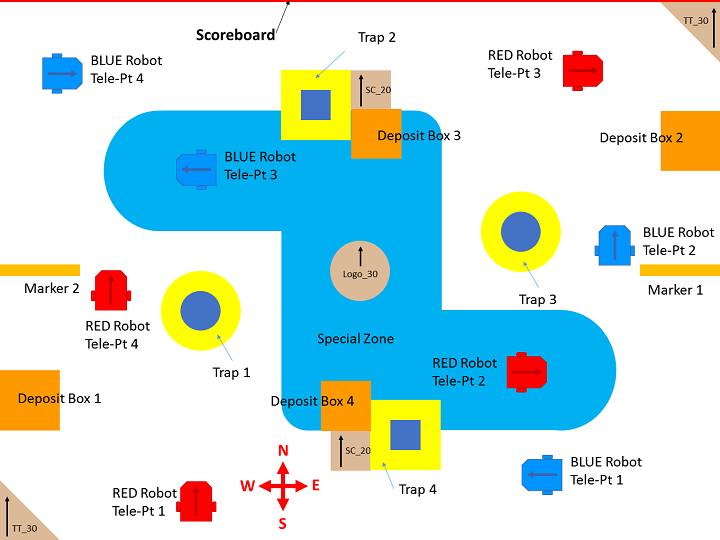 TT_30
Scoreboard
Trap 2
RED Robot
Tele-Pt 3
BLUE Robot
Tele-Pt 4
SC_20
Deposit Box 3
Deposit Box 2
BLUE Robot
Tele-Pt 3
BLUE Robot
Tele-Pt 2
Logo_30
Marker 2
Marker 1
Trap 3
RED Robot
Tele-Pt 4
Special Zone
Trap 1
RED Robot
Tele-Pt 2
Deposit Box 1
Deposit Box 4
SC_20
N
W
E
S
BLUE Robot
Tele-Pt 1
Trap 4
RED Robot
Tele-Pt 1
TT_30